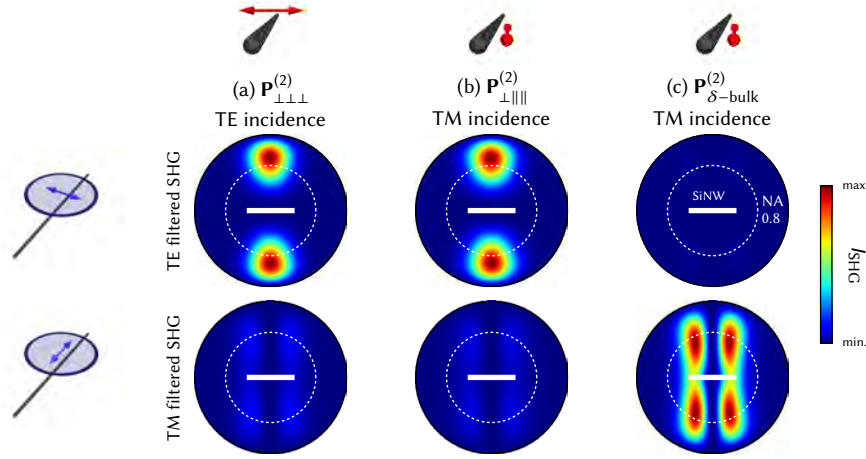 (a) P⊥⊥⊥(2)
TE incidence
(b) P⊥||||(2)
TM incidence
(c) Pδ−bulk(2)
TM incidence
TE filtered SHG
SiNW
NA
0.8
TM filtered SHG
max
ISHG
min.